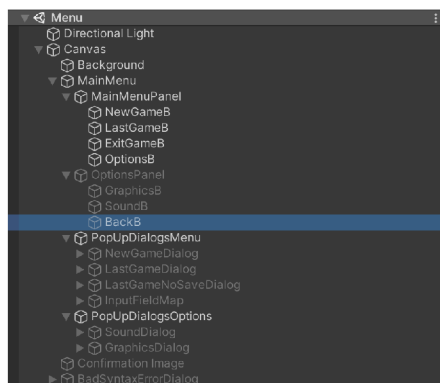 Menu
Directional Light
Canvas
Background
MainMenu
MainMenuPanel
NewGameB
LastGameB
ExitGameB
OptionsB
OptionsPanel
GraphicsB
SoundB
BackB
PopUpDialogsMenu
NewGameDialog
LastGameDialog
LastGameNoSaveDialog
InputFieldMap
PopUpDialogsOptions
SoundDialog
GraphicsDialog
Confirmation Image
BadSyntaxErrorDialog